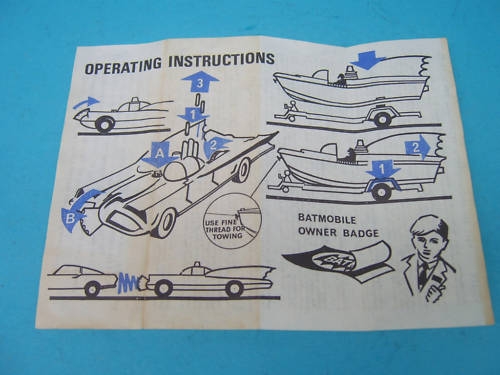 OPERATING INSTRUCTIONS
3
1
2
A
B
USE FINE
THREAD FOR
TOWING
1
2
BATMOBILE
OWNER BADGE